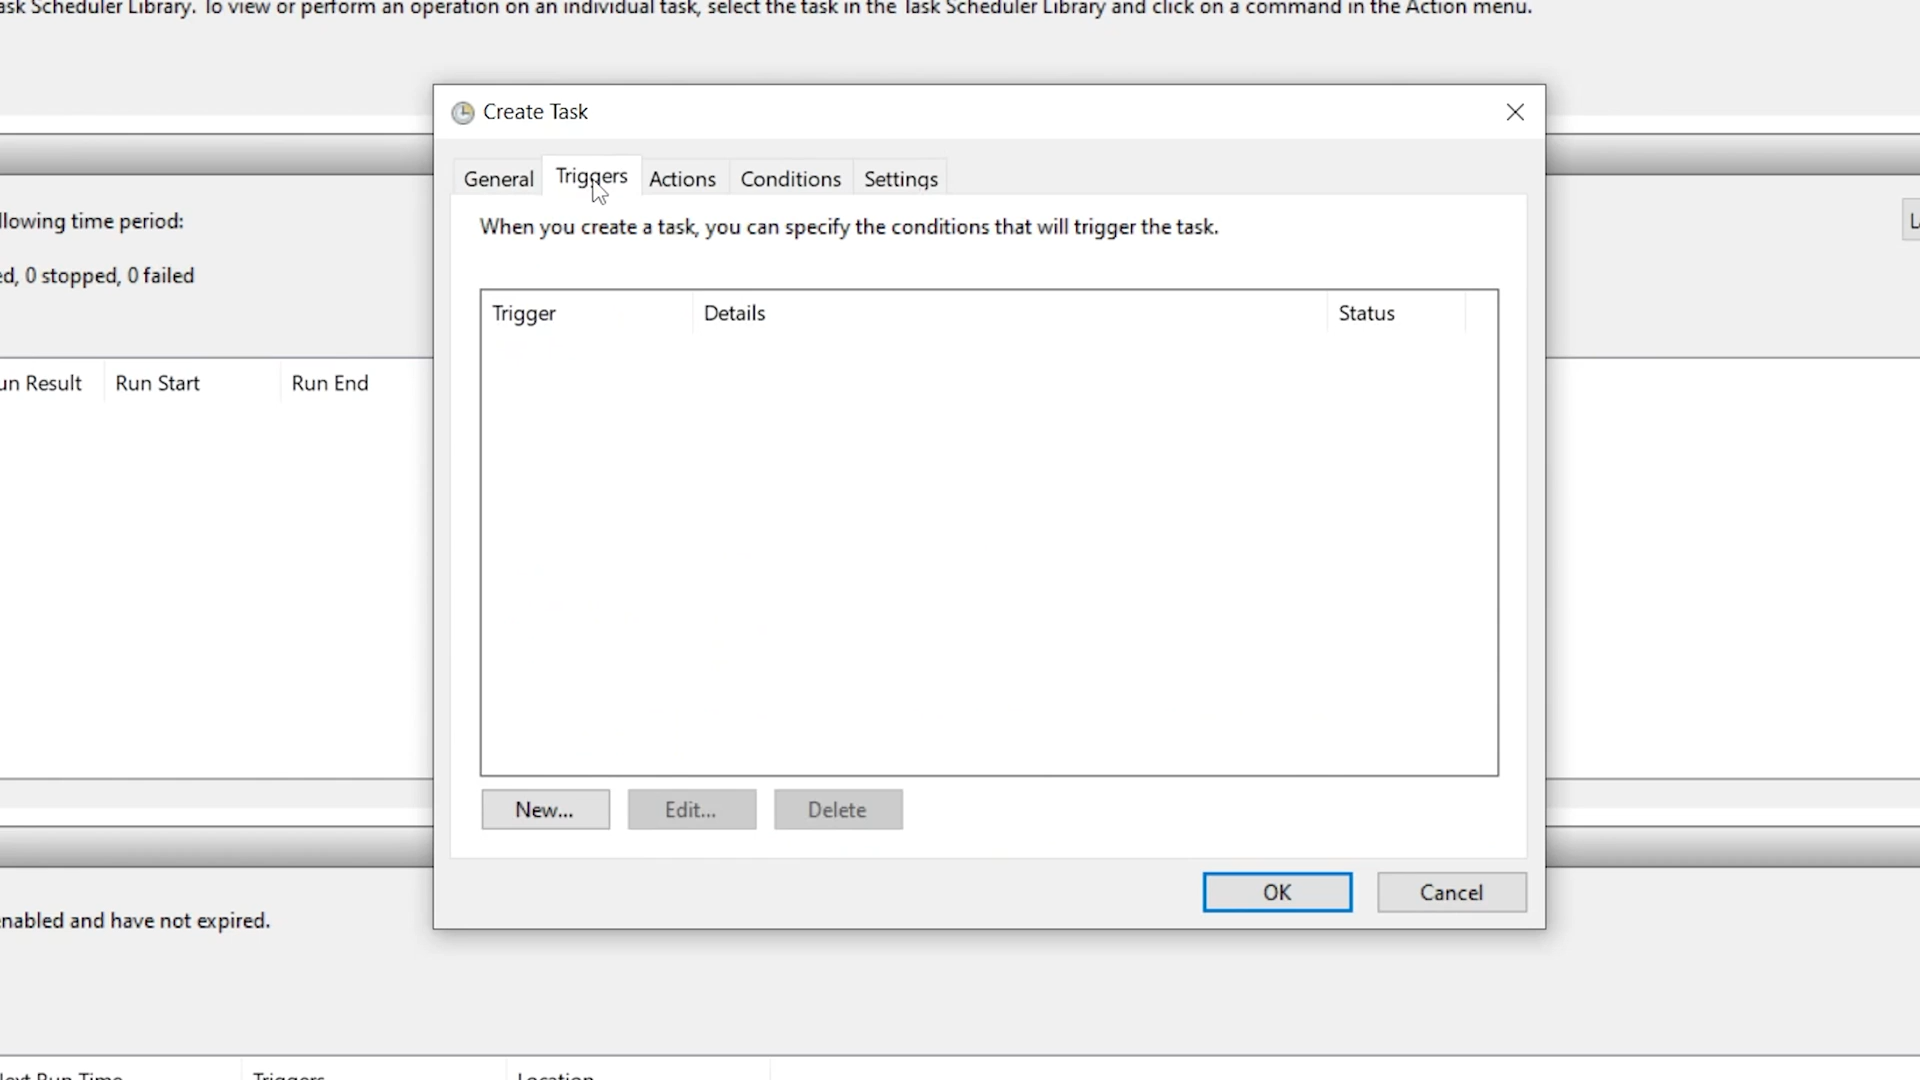 ask Scheduler Library. To view or perform an operation on an individual task, select the task in the Task Scheduler Library and click on a command in the Action menu.
Create Task
General Triggers Actions Conditions Settings
llowing time period:
When you create a task, you can specify the conditions that will trigger the task.
ed, 0 stopped, 0 failed
Trigger Details Status
un Result Run Start Run End
New... Edit... Delete
OK Cancel
enabled and have not expired.
Next Run Time Triggers Location